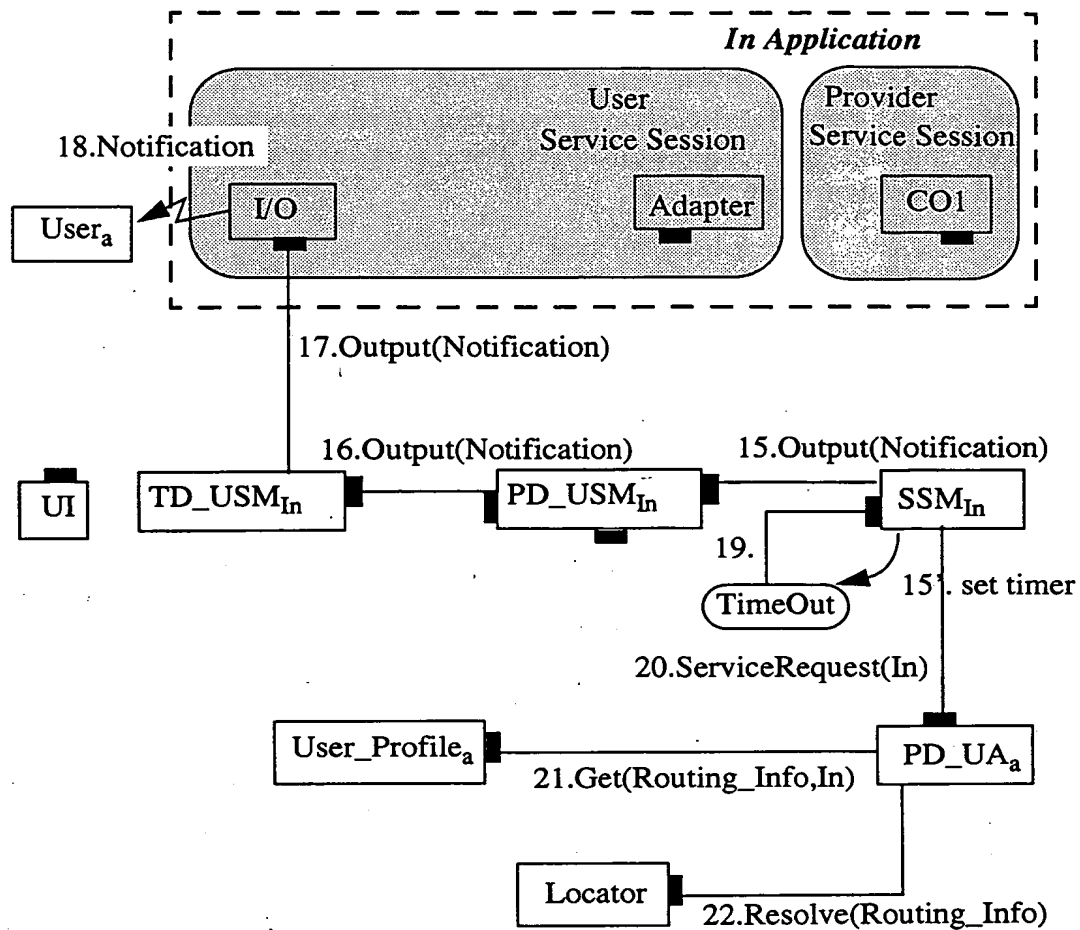 In Application
User
Service Session
Provider
Service Session
18.Notification
I/O
Adapter
CO1
User_a
17.Output(Notification)
16.Output(Notification)
15.Output(Notification)
UI
TD_USM_In
PD_USM_In
SSM_In
19.
TimeOut
15'. set timer
20.ServiceRequest(In)
User_Profile_a
PD_UA_a
21.Get(Routing_Info,In)
Locator
22.Resolve(Routing_Info)